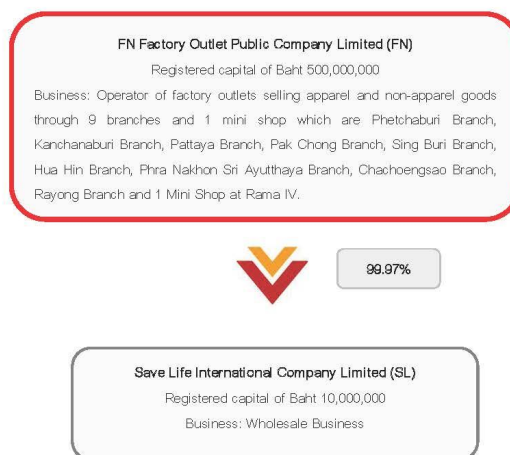 FN Factory Outlet Public Company Limited (FN)
Registered capital of Baht 500,000,000
Business: Operator of factory outlets selling apparel and non-apparel goods
through 9 branches and 1 mini shop which are Phetchaburi Branch,
Kanchanaburi Branch, Pattaya Branch, Pak Chong Branch, Sing Buri Branch,
Hua Hin Branch, Phra Nakhon Sri Ayutthaya Branch, Chachoengsao Branch,
Rayong Branch and 1 Mini Shop at Rama IV.
99.97%
Save Life International Company Limited (SL)
Registered capital of Baht 10,000,000
Business: Wholesale Business